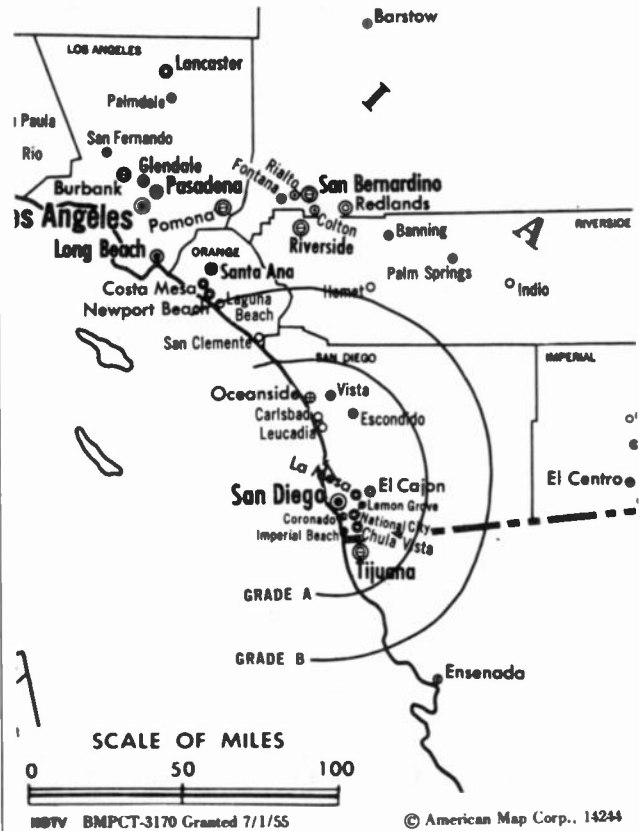 Barstow
LOS ANGELES
Lancaster
Palmdale
Paula
San Fernando
Rio
Glendale
Burbank
Pasadena
os Angeles
Pomona
Fontana
Rialto
San Bernardino
Redlands
Colton
Riverside
RIVERSIDE
Banning
A
Long Beach
ORANGE
Santa Ana
Palm Springs
Indio
Costa Mesa
Hemet
Newport Beach
Laguna
Beach
San Clemente
SAN DIEGO
IMPERIAL
Oceanside
Vista
Carlsbad
Escondido
Leucadia
La Mesa
El Cajon
El Centro
San Diego
Lemon Grove
Coronado
National City
Imperial Beach
Chula Vista
Tijuana
GRADE A
GRADE B
Ensenada
SCALE OF MILES
0 50 100
BMPCT-3170 Granted 7/1/55
© American Map Corp., 14244